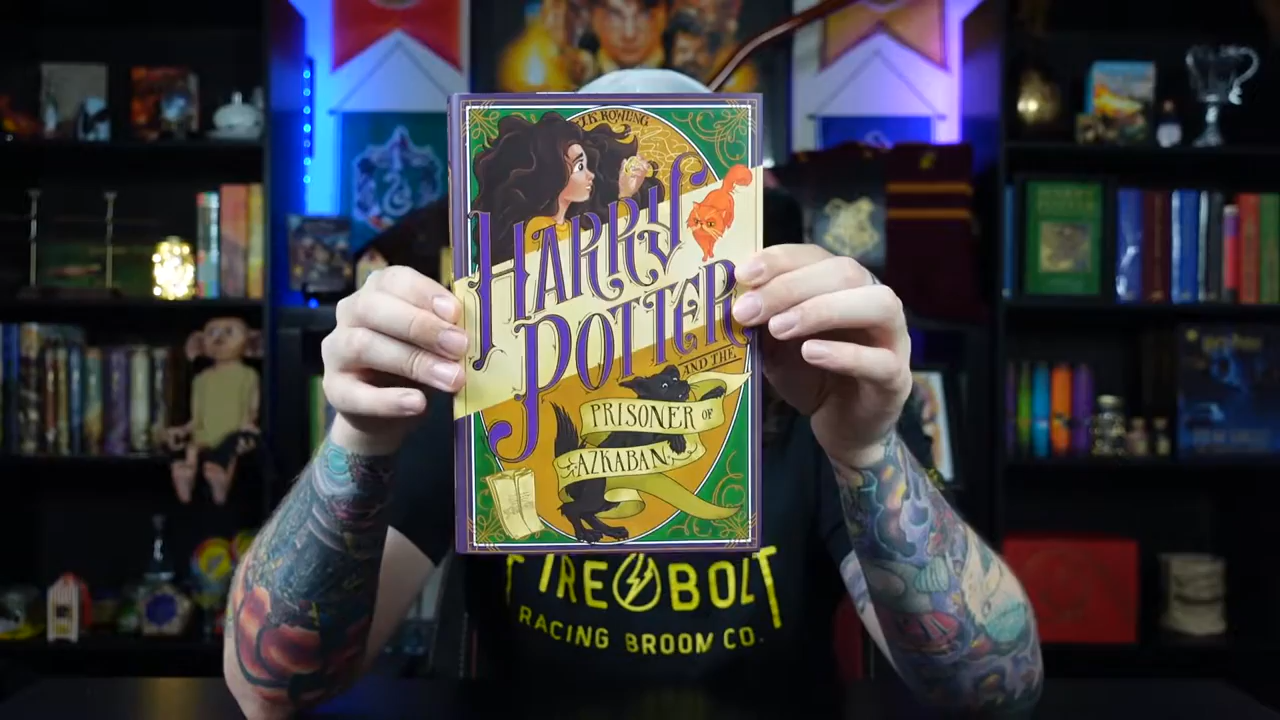 J.K. ROWLING
HARRY
POTTER
AND THE
PRISONER OF
AZKABAN
FIREBOLT
RACING BROOM CO.